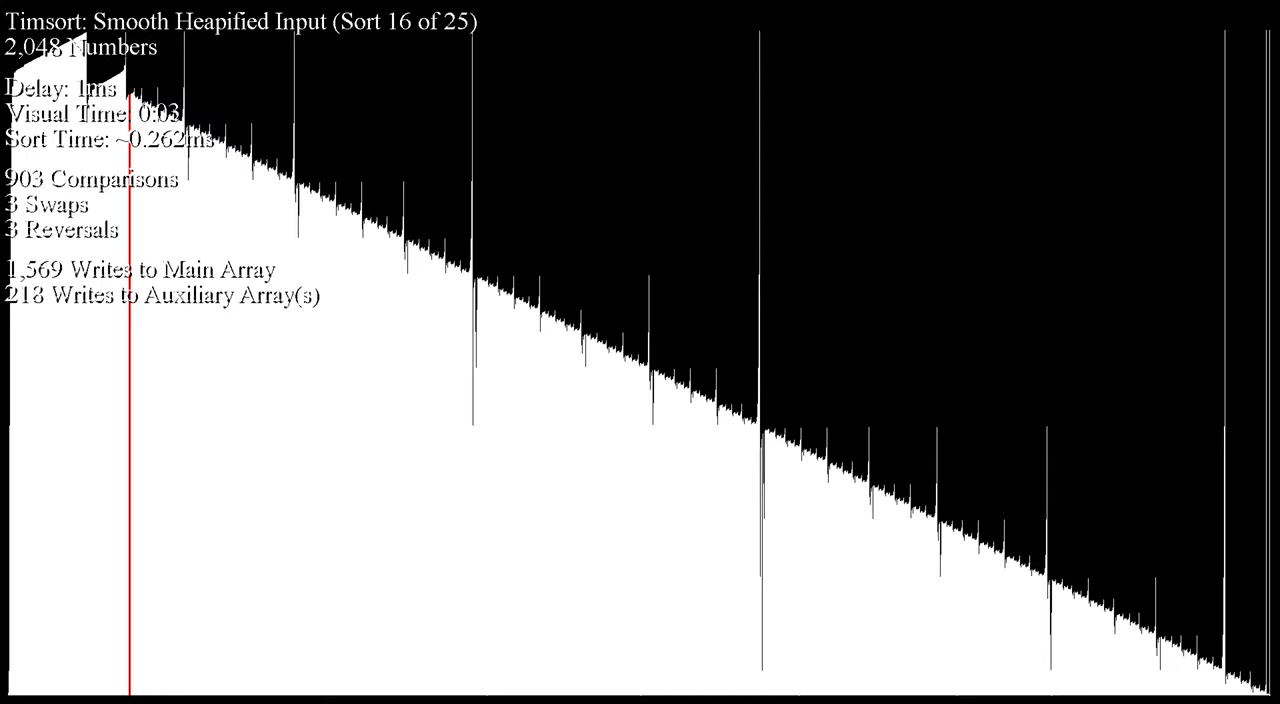 Timsort: Smooth Heapified Input (Sort 16 of 25)
2,048 Numbers
Delay: 1ms
Visual Time: 0:03
Sort Time: ~0.262ms
903 Comparisons
3 Swaps
3 Reversals
1,569 Writes to Main Array
218 Writes to Auxiliary Array(s)